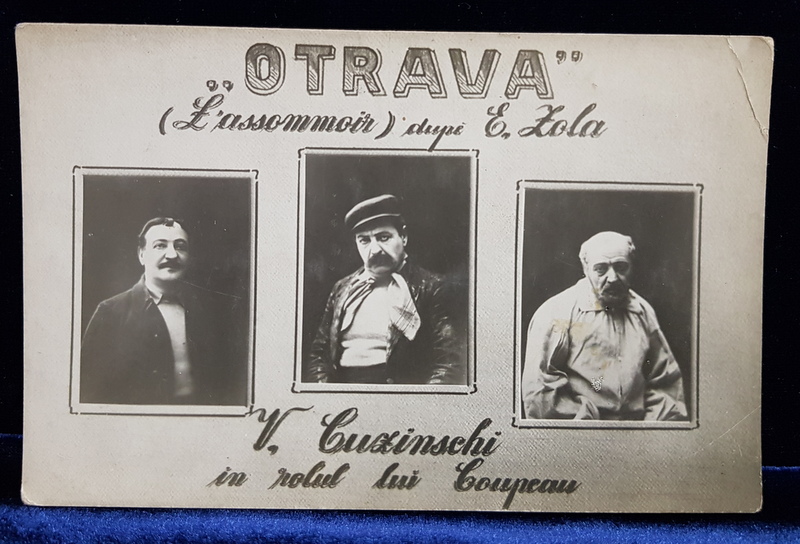 „OTRAVA”
(L'assommoir) după E. Zola
V. Cuzinschi
in rolul lui Coupeau